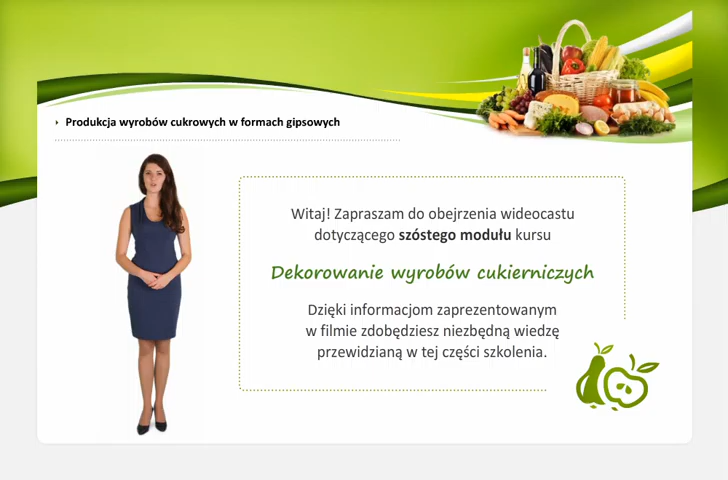 Produkcja wyrobów cukrowych w formach gipsowych
Witaj! Zapraszam do obejrzenia wideocastu
dotyczącego szóstego modułu kursu
Dekorowanie wyrobów cukierniczych
Dzięki informacjom zaprezentowanym
w filmie zdobędziesz niezbędną wiedzę
przewidzianą w tej części szkolenia.